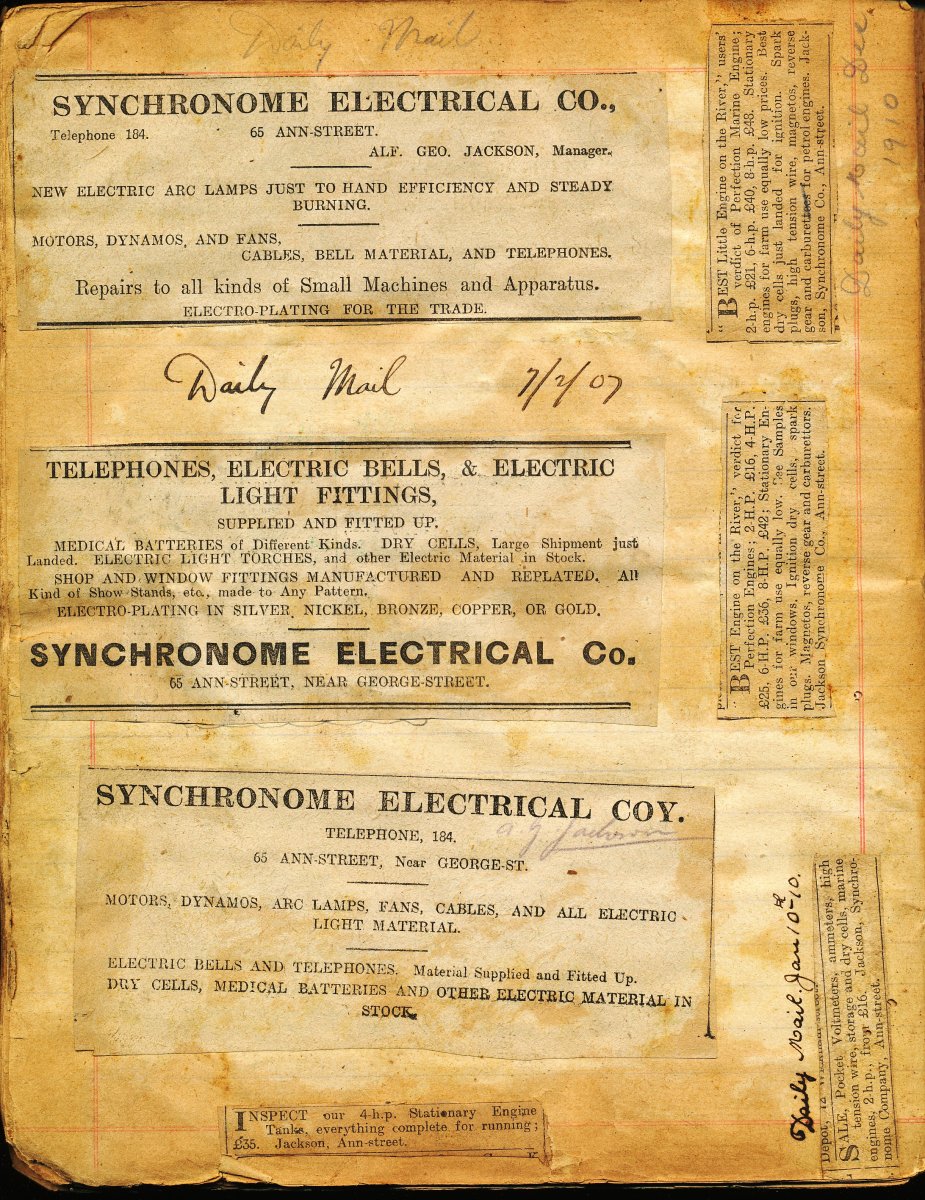 Daily Mail
SYNCHRONOME ELECTRICAL CO.,
Telephone 184. 65 ANN-STREET.
ALF. GEO. JACKSON, Manager.
NEW ELECTRIC ARC LAMPS JUST TO HAND EFFICIENCY AND STEADY
BURNING.
MOTORS, DYNAMOS, AND FANS,
CABLES, BELL MATERIAL, AND TELEPHONES.
Repairs to all kinds of Small Machines and Apparatus.
ELECTRO-PLATING FOR THE TRADE.
Daily Mail 7/2/07
TELEPHONES, ELECTRIC BELLS, & ELECTRIC
LIGHT FITTINGS,
SUPPLIED AND FITTED UP.
MEDICAL BATTERIES of Different Kinds. DRY CELLS, Large Shipment just
Landed. ELECTRIC LIGHT TORCHES, and other Electric Material in Stock.
SHOP AND WINDOW FITTINGS MANUFACTURED AND REPLATED. All
Kind of Show Stands, etc., made to Any Pattern.
ELECTRO-PLATING IN SILVER, NICKEL, BRONZE, COPPER, OR GOLD.
SYNCHRONOME ELECTRICAL Co.
65 ANN-STREET, NEAR GEORGE-STREET.
SYNCHRONOME ELECTRICAL COY.
TELEPHONE, 184.
A G Jackson
65 ANN-STREET, Near GEORGE-ST.
MOTORS, DYNAMOS, ARC LAMPS, FANS, CABLES, AND ALL ELECTRIC
LIGHT MATERIAL.
ELECTRIC BELLS AND TELEPHONES. Material Supplied and Fitted Up.
DRY CELLS, MEDICAL BATTERIES AND OTHER ELECTRIC MATERIAL IN
STOCK.
INSPECT our 4-h.p. Stationary Engine
Tanks, everything complete for running;
£35. Jackson, Ann-street.
"BEST Little Engine on the River," users'
verdict of Perfection Marine Engine;
2-h.p. £21, 6-h.p. £40, 8-h.p. £48. Stationary
engines for farm use equally low prices. Best
dry cells just landed for ignition. Spark
plugs, high tension wire, magnetos, reverse
gear and carburettors for petrol engines. Jack-
son, Synchronome Co., Ann-street.
Daily Mail Dec.
1910
"BEST Engine on the River," verdict for
Perfection Engines; 2-H.P. £16, 4-H.P.
£25, 6-H.P. £36, 8-H.P. £42; Stationary En-
gines for farm use equally low. See Samples
in our windows. Ignition dry cells, spark
plugs. Magnetos, reverse gear and carburettors.
Jackson Synchronome Co., Ann-street.
Daily Mail Jan 10th-10.
Depot,
SALE, Pocket Voltmeters, ammeters, high
tension wire, storage and dry cells, marine
engines, 2-h.p., from £16. Jackson, Synchro-
nome Company, Ann-street.